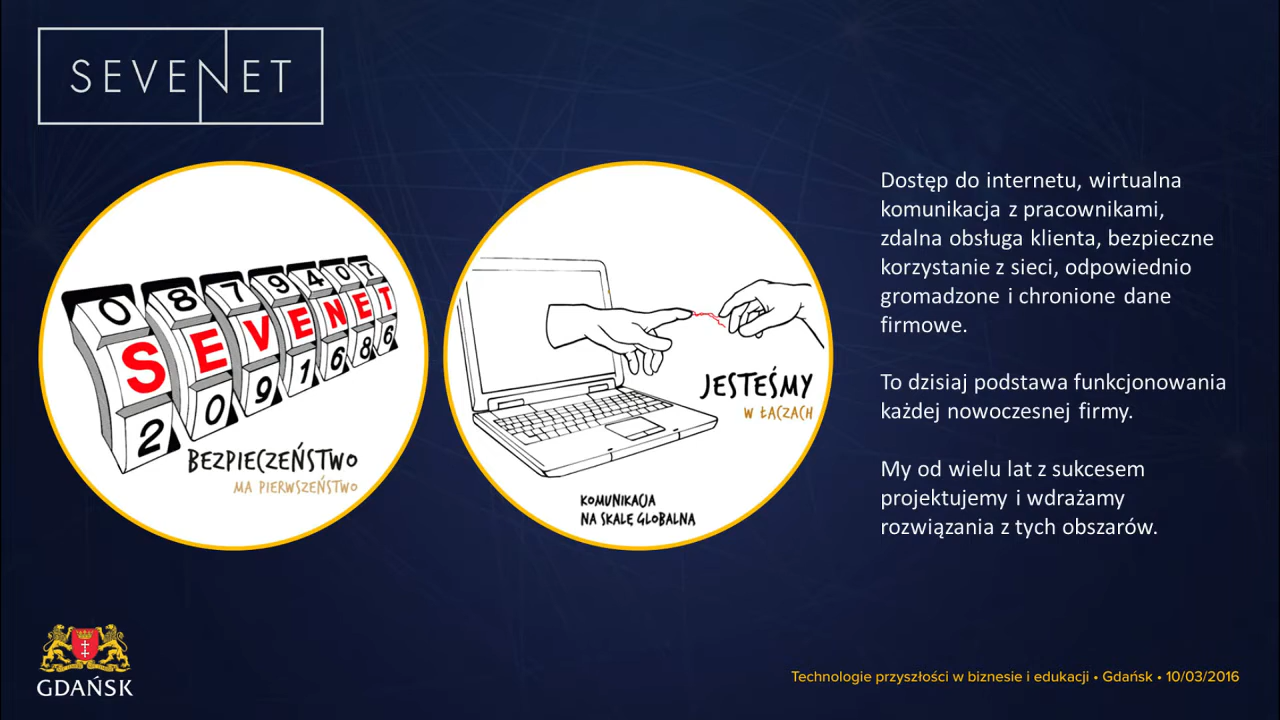 SEVENET
0 8 7 9 4 0 7
SEVENET
2 0 9 1 6 8 6
BEZPIECZEŃSTWO
MA PIERWSZEŃSTWO
JESTEŚMY
W ŁĄCZACH
KOMUNIKACJA
NA SKALĘ GLOBALNĄ
Dostęp do internetu, wirtualna
komunikacja z pracownikami,
zdalna obsługa klienta, bezpieczne
korzystanie z sieci, odpowiednio
gromadzone i chronione dane
firmowe.
To dzisiaj podstawa funkcjonowania
każdej nowoczesnej firmy.
My od wielu lat z sukcesem
projektujemy i wdrażamy
rozwiązania z tych obszarów.
GDAŃSK
Technologie przyszłości w biznesie i edukacji • Gdańsk • 10/03/2016